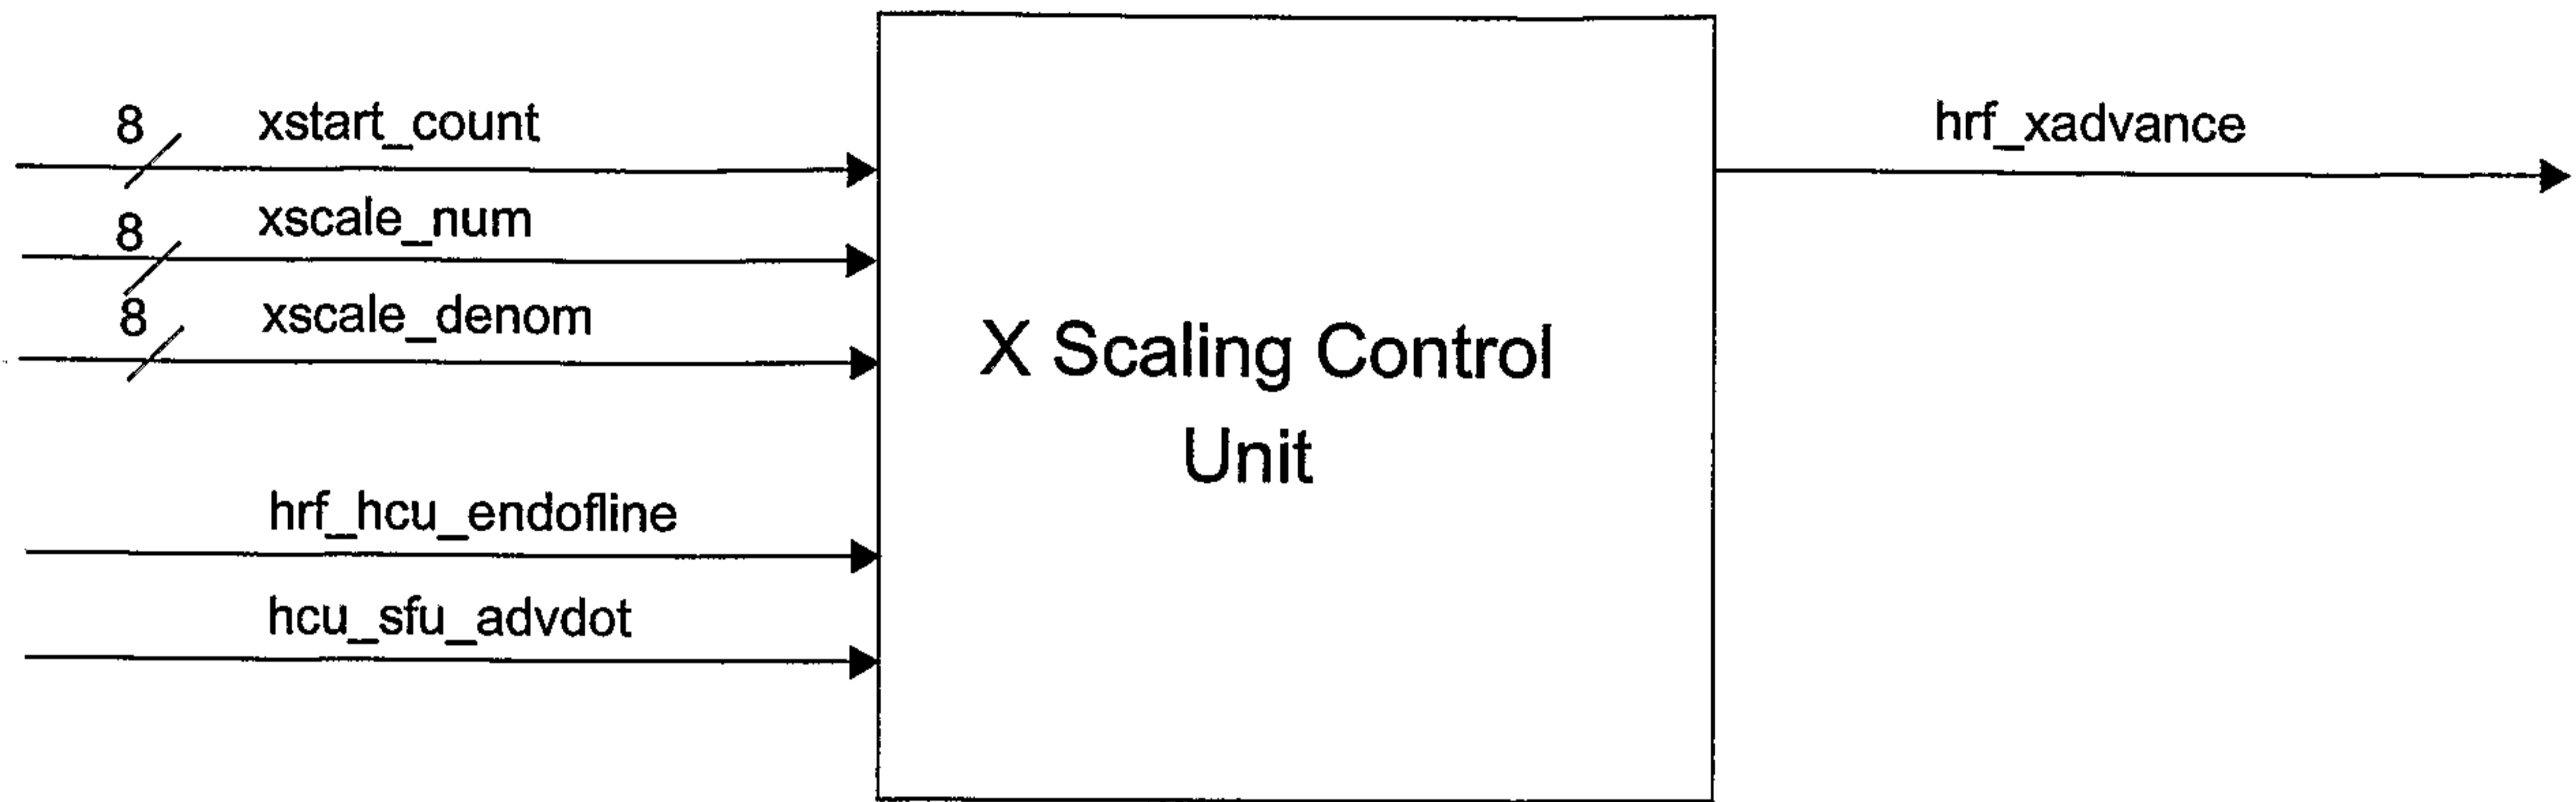 8 xstart_count
8 xscale_num
8 xscale_denom
hrf_hcu_endofline
hcu_sfu_advdot
X Scaling Control
Unit
hrf_xadvance